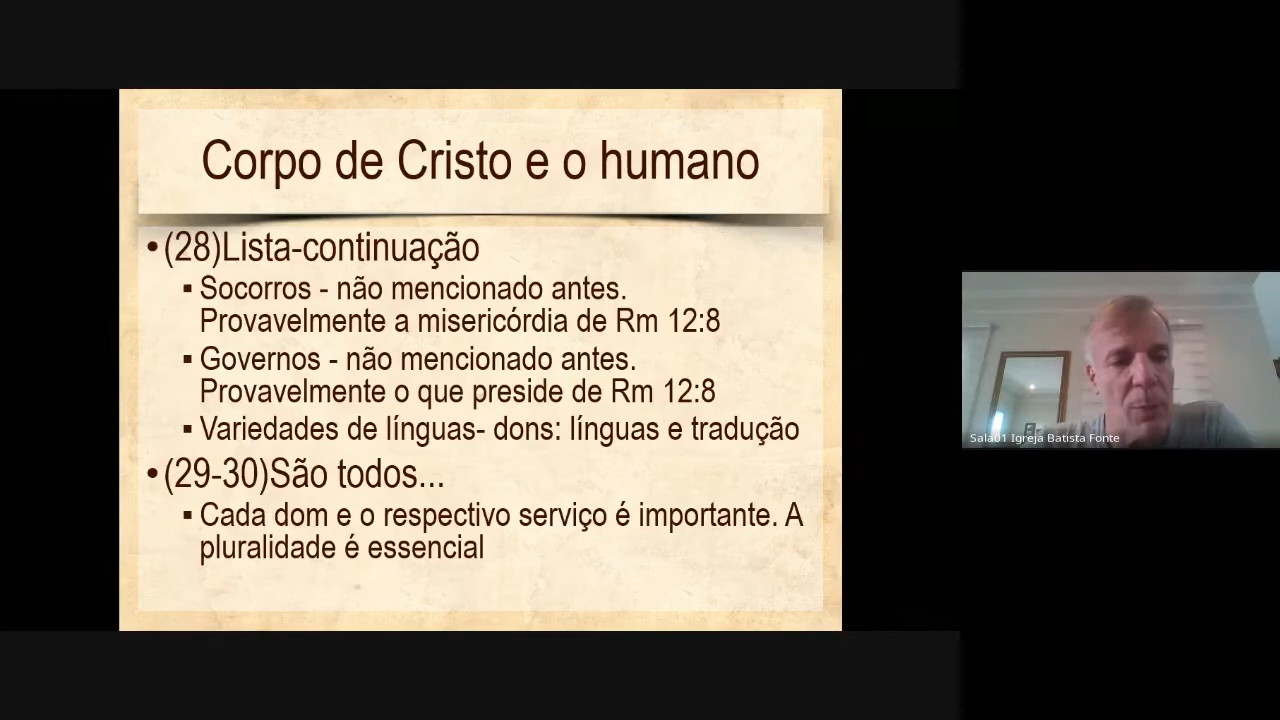 Corpo de Cristo e o humano
•(28)Lista-continuação
▪ Socorros - não mencionado antes.
Provavelmente a misericórdia de Rm 12:8
▪ Governos - não mencionado antes.
Provavelmente o que preside de Rm 12:8
▪ Variedades de línguas- dons: línguas e tradução
•(29-30)São todos...
▪ Cada dom e o respectivo serviço é importante. A
pluralidade é essencial
Sala01 Igreja Batista Fonte